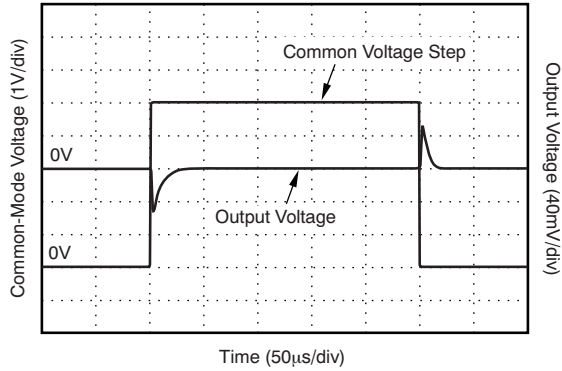 Common Voltage Step
0V
Output Voltage
0V
Common-Mode Voltage (1V/div)
Output Voltage (40mV/div)
Time (50μs/div)